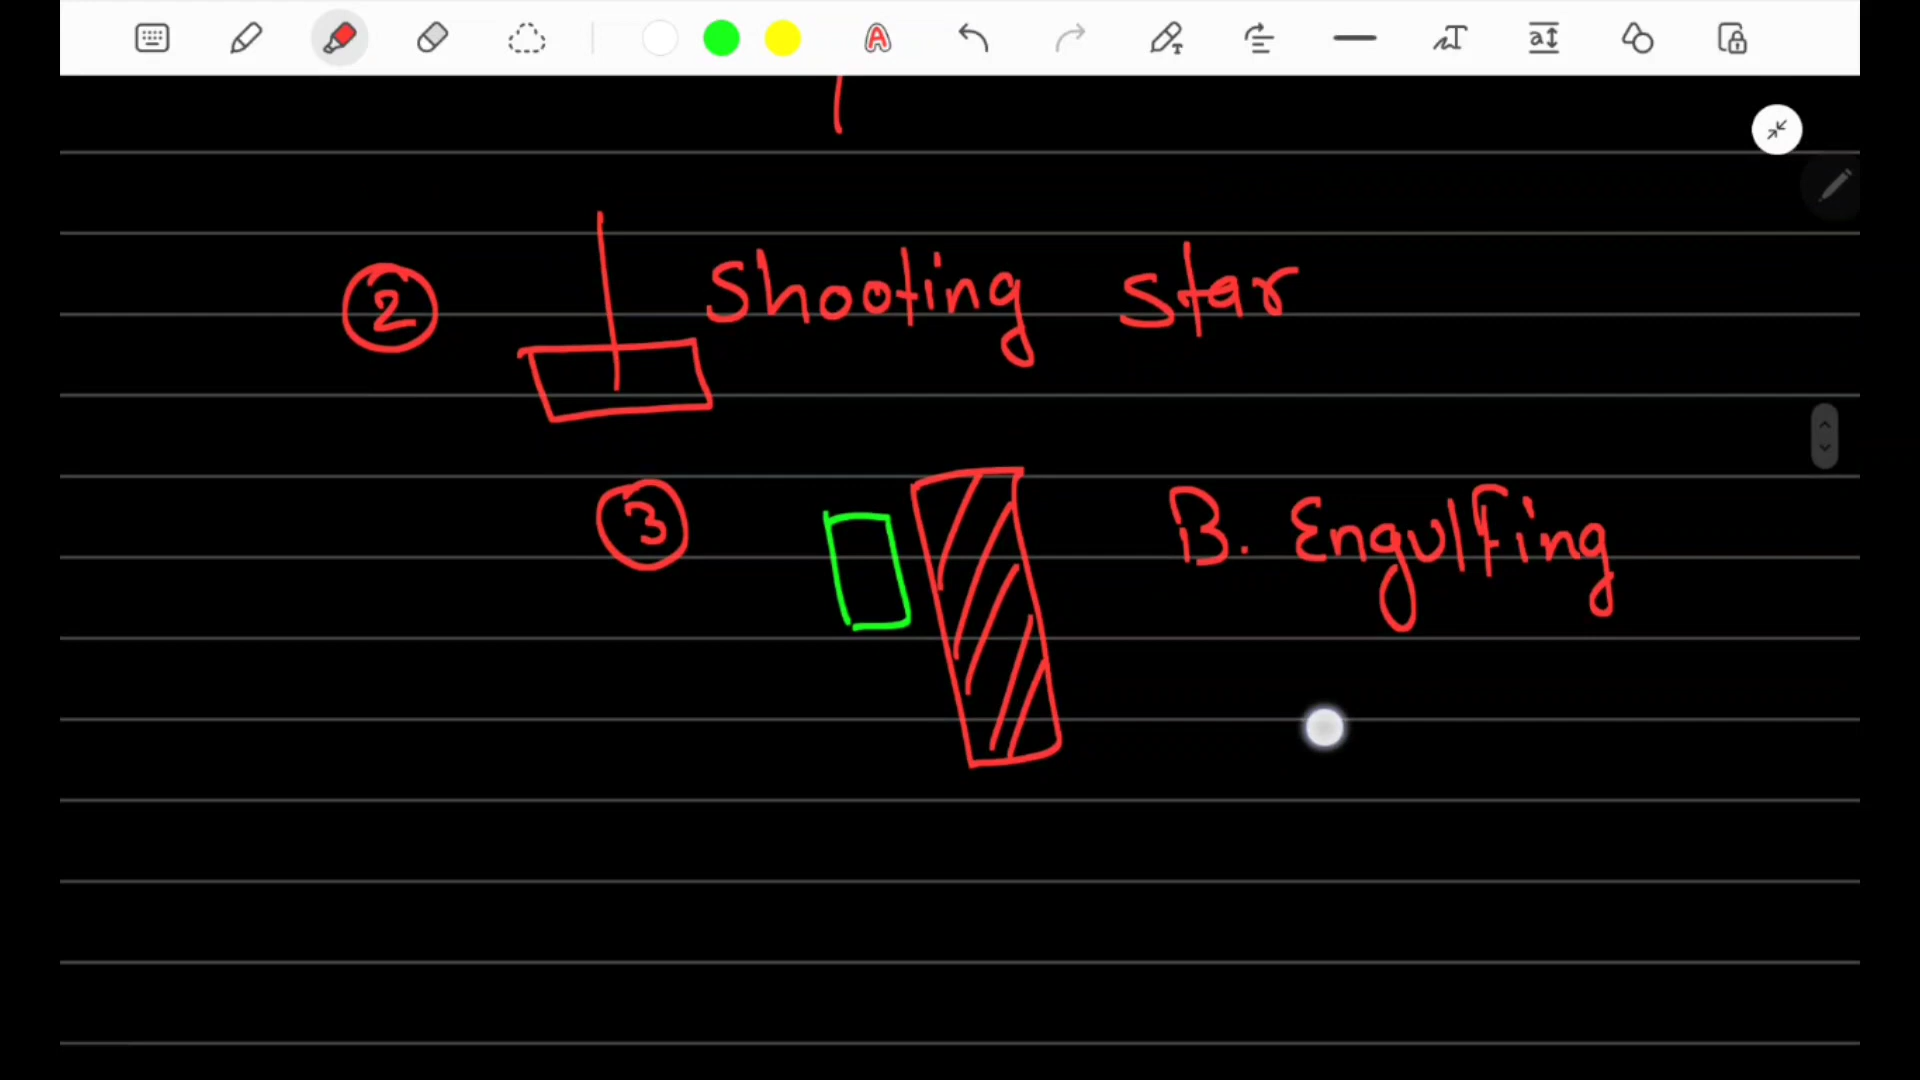 ② Shooting Star
③ B. Engulfing